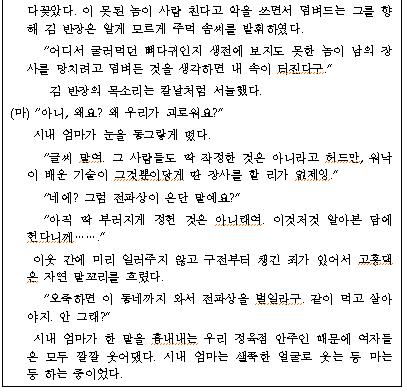 다꽂았다. 이 못된 놈이 사람 친다고 악을 쓰면서 덤벼드는 그를 향
해 김 반장은 알게 모르게 주먹 솜씨를 발휘하였다.
"어디서 굴러먹던 뼈다귀인지 생전에 보지도 못한 놈이 남의 장
사를 망치려고 덤벼든 것을 생각하면 내 속이 터진다구."
김 반장의 목소리는 칼날처럼 서늘했다.
(마) "아니, 왜요? 왜 우리가 괴로워요?"
시내 엄마가 눈을 동그랗게 떴다.
"글씨 말여. 그 사람들도 딱 작정한 것은 아니라고 허드만, 워낙
이 배운 기술이 그것뿐이당게 딴 장사를 할 리가 없제잉."
"네에? 그럼 전파상이 온단 말예요?"
"아직 딱 부러지게 정헌 것은 아니래여. 이것저것 알아본 담에
헌다니께……."
이웃 간에 미리 일러주지 않고 구전부터 챙긴 죄가 있어서 고흥댁
은 자연 말꼬리를 흐렸다.
"오죽하면 이 동네까지 와서 전파상을 벌일라구. 같이 먹고 살아
야지. 안 그래?"
시내 엄마가 한 말을 흉내내는 우리 정육점 안주인 때문에 여자들
은 모두 깔깔 웃어댔다. 시내 엄마는 샐쭉한 얼굴로 웃는 둥 마는
둥 하는 중이었다.